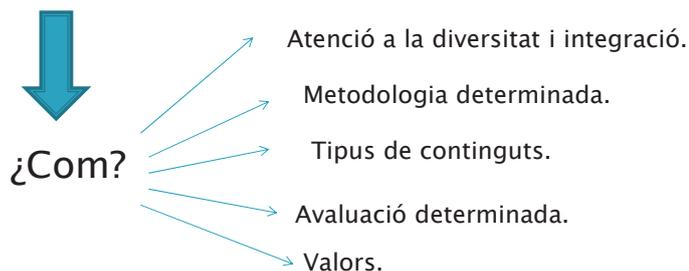 Atenció a la diversitat i integració.
Metodologia determinada.
Tipus de continguts.
¿Com?
Avaluació determinada.
Valors.